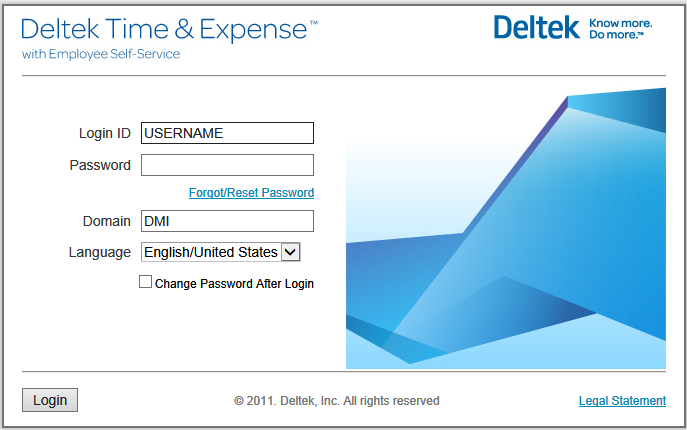 Deltek Time & Expense™
with Employee Self-Service
Deltek Know more.
Do more.™
Login ID USERNAME
Password
Forgot/Reset Password
Domain DMI
Language English/United States
Change Password After Login
Login
© 2011. Deltek, Inc. All rights reserved
Legal Statement